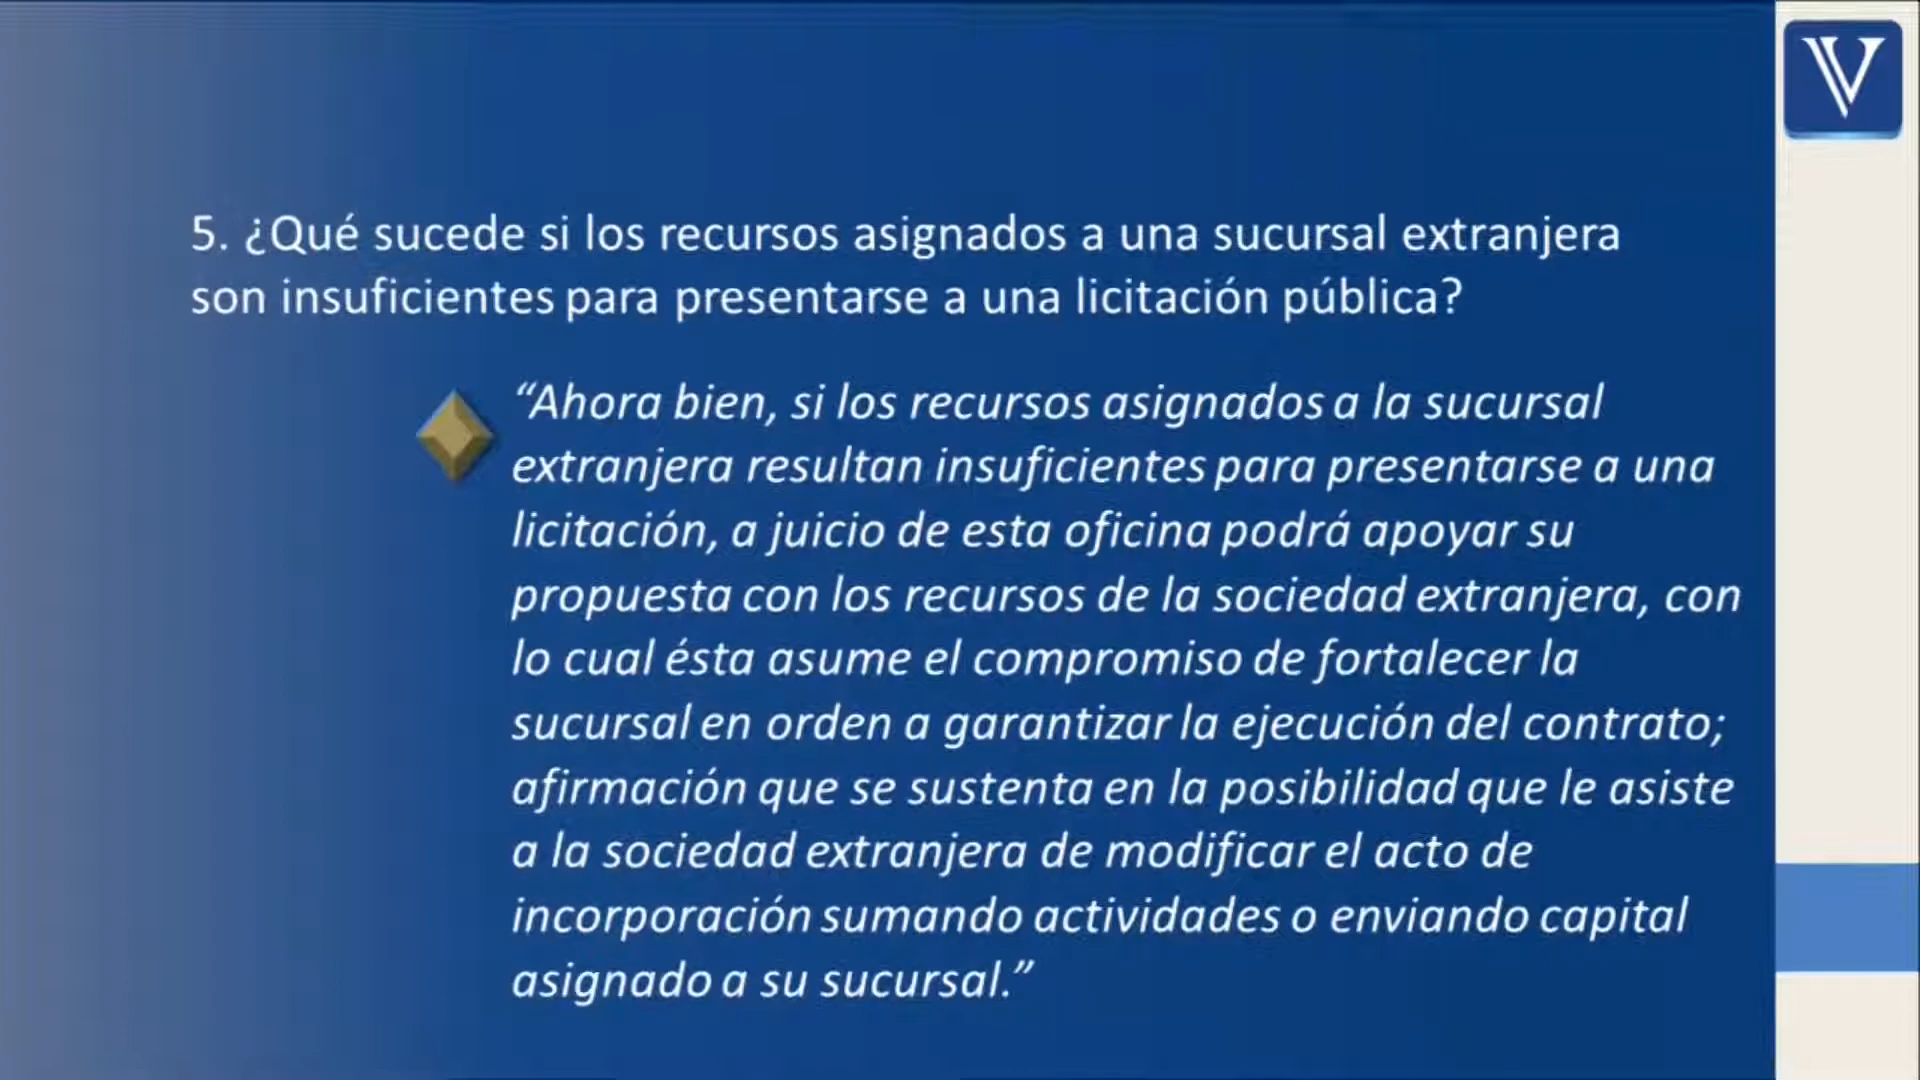 V
5. ¿Qué sucede si los recursos asignados a una sucursal extranjera
son insuficientes para presentarse a una licitación pública?
“Ahora bien, si los recursos asignados a la sucursal
extranjera resultan insuficientes para presentarse a una
licitación, a juicio de esta oficina podrá apoyar su
propuesta con los recursos de la sociedad extranjera, con
lo cual ésta asume el compromiso de fortalecer la
sucursal en orden a garantizar la ejecución del contrato;
afirmación que se sustenta en la posibilidad que le asiste
a la sociedad extranjera de modificar el acto de
incorporación sumando actividades o enviando capital
asignado a su sucursal.”